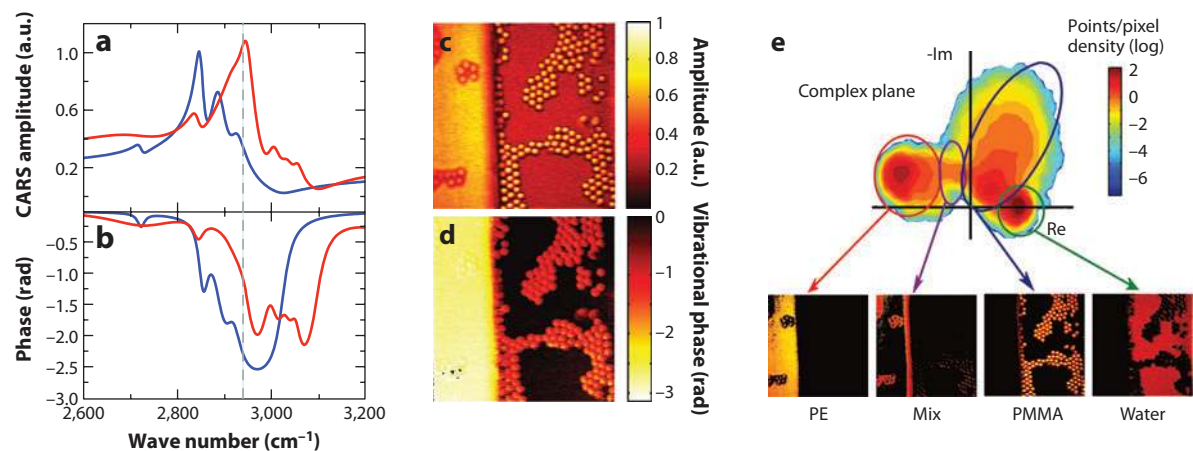 a
CARS amplitude (a.u.)
1.0
0.6
0.2
b
Phase (rad)
−0.5
−1.0
−1.5
−2.0
−2.5
−3.0
2,600
2,800
3,000
3,200
Wave number (cm–1)
c
1
0.8
0.6
0.4
0.2
0
Amplitude (a.u.)
d
0
−1
−2
−3
Vibrational phase (rad)
e
Complex plane
-Im
Re
Points/pixel
density (log)
2
0
−2
−4
−6
PE
Mix
PMMA
Water